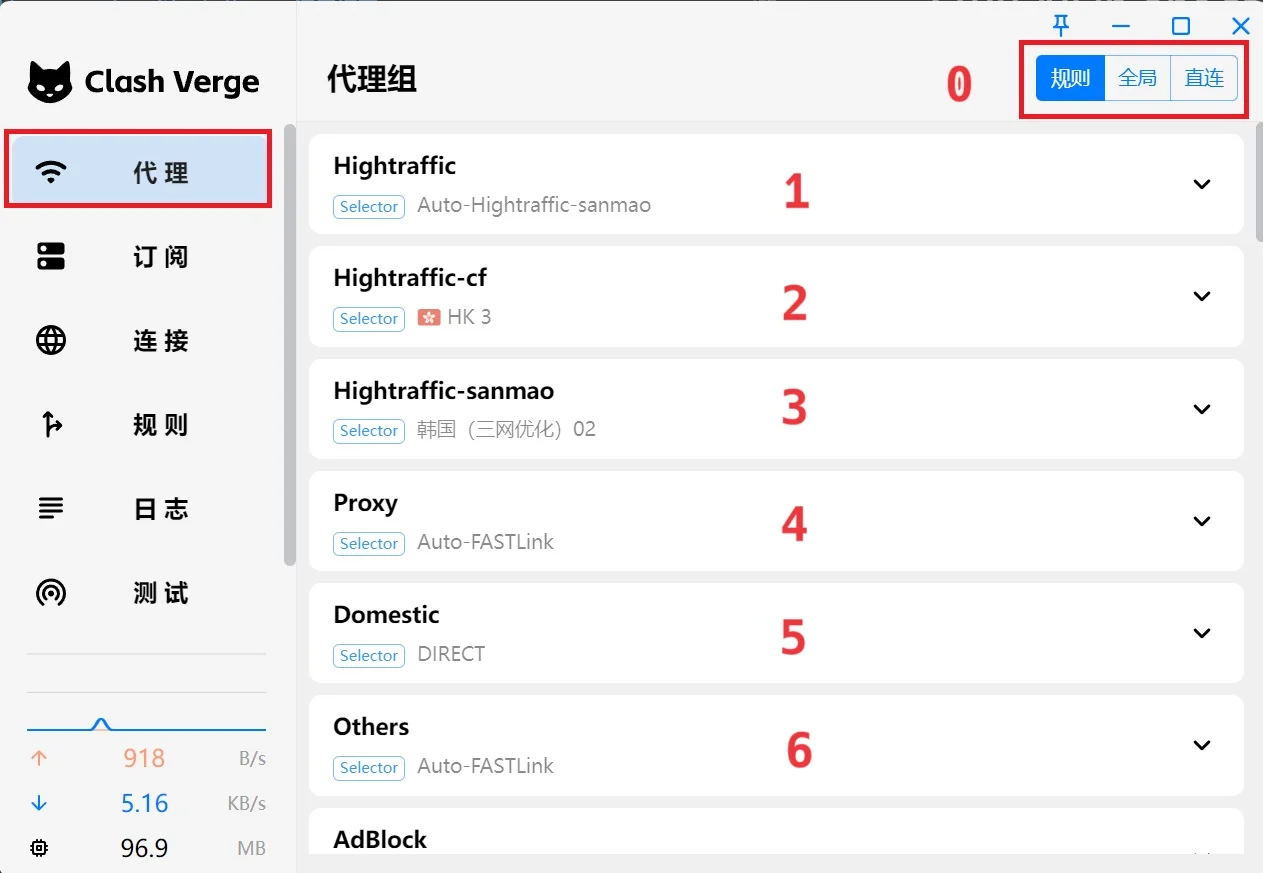 Clash Verge
代理
订阅
连接
规则
日志
测试
918 B/s
5.16 KB/s
96.9 MB
代理组
0
规则 全局 直连
Hightraffic
Selector Auto-Hightraffic-sanmao
1
Hightraffic-cf
Selector HK 3
2
Hightraffic-sanmao
Selector 韩国（三网优化）02
3
Proxy
Selector Auto-FASTLink
4
Domestic
Selector DIRECT
5
Others
Selector Auto-FASTLink
6
AdBlock